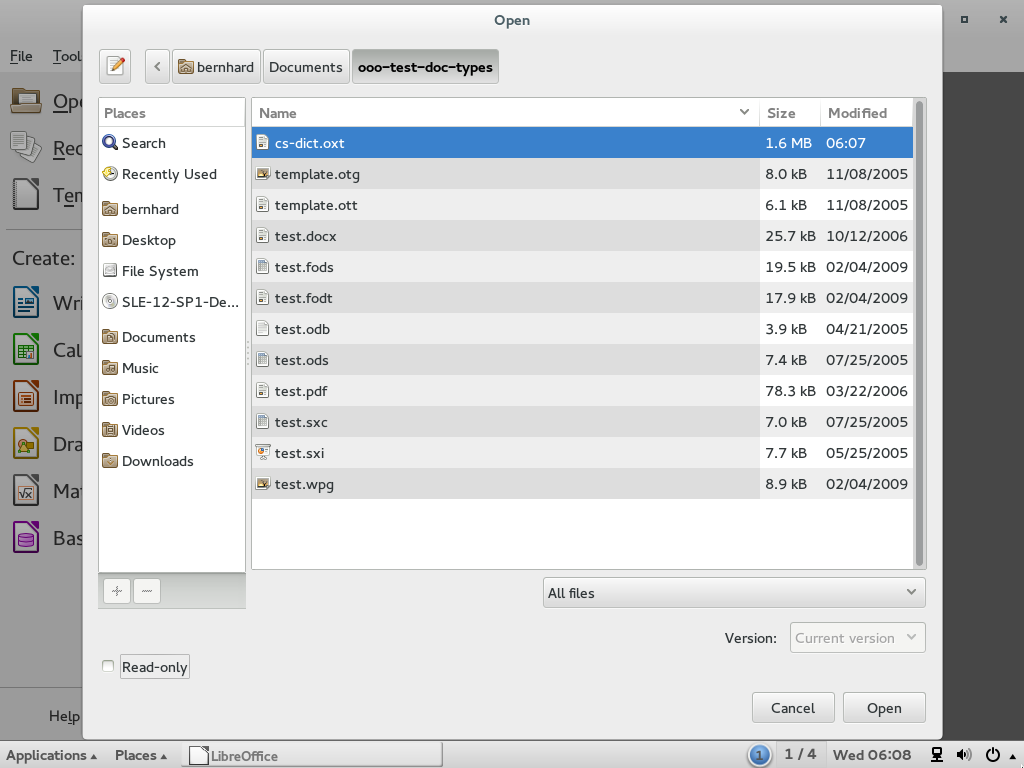 Open
File Tool
bernhard Documents ooo-test-doc-types
Places
Search
Recently Used
bernhard
Desktop
File System
SLE-12-SP1-De...
Documents
Music
Pictures
Videos
Downloads
Name Size Modified
cs-dict.oxt 1.6 MB 06:07
template.otg 8.0 kB 11/08/2005
template.ott 6.1 kB 11/08/2005
test.docx 25.7 kB 10/12/2006
test.fods 19.5 kB 02/04/2009
test.fodt 17.9 kB 02/04/2009
test.odb 3.9 kB 04/21/2005
test.ods 7.4 kB 07/25/2005
test.pdf 78.3 kB 03/22/2006
test.sxc 7.0 kB 07/25/2005
test.sxi 7.7 kB 05/25/2005
test.wpg 8.9 kB 02/04/2009
Ope
Rec
Tem
Create:
Wri
Cal
Imp
Dra
Mat
Bas
All files
Version: Current version
Read-only
Help
Cancel Open
Applications Places LibreOffice 1 1 / 4 Wed 06:08